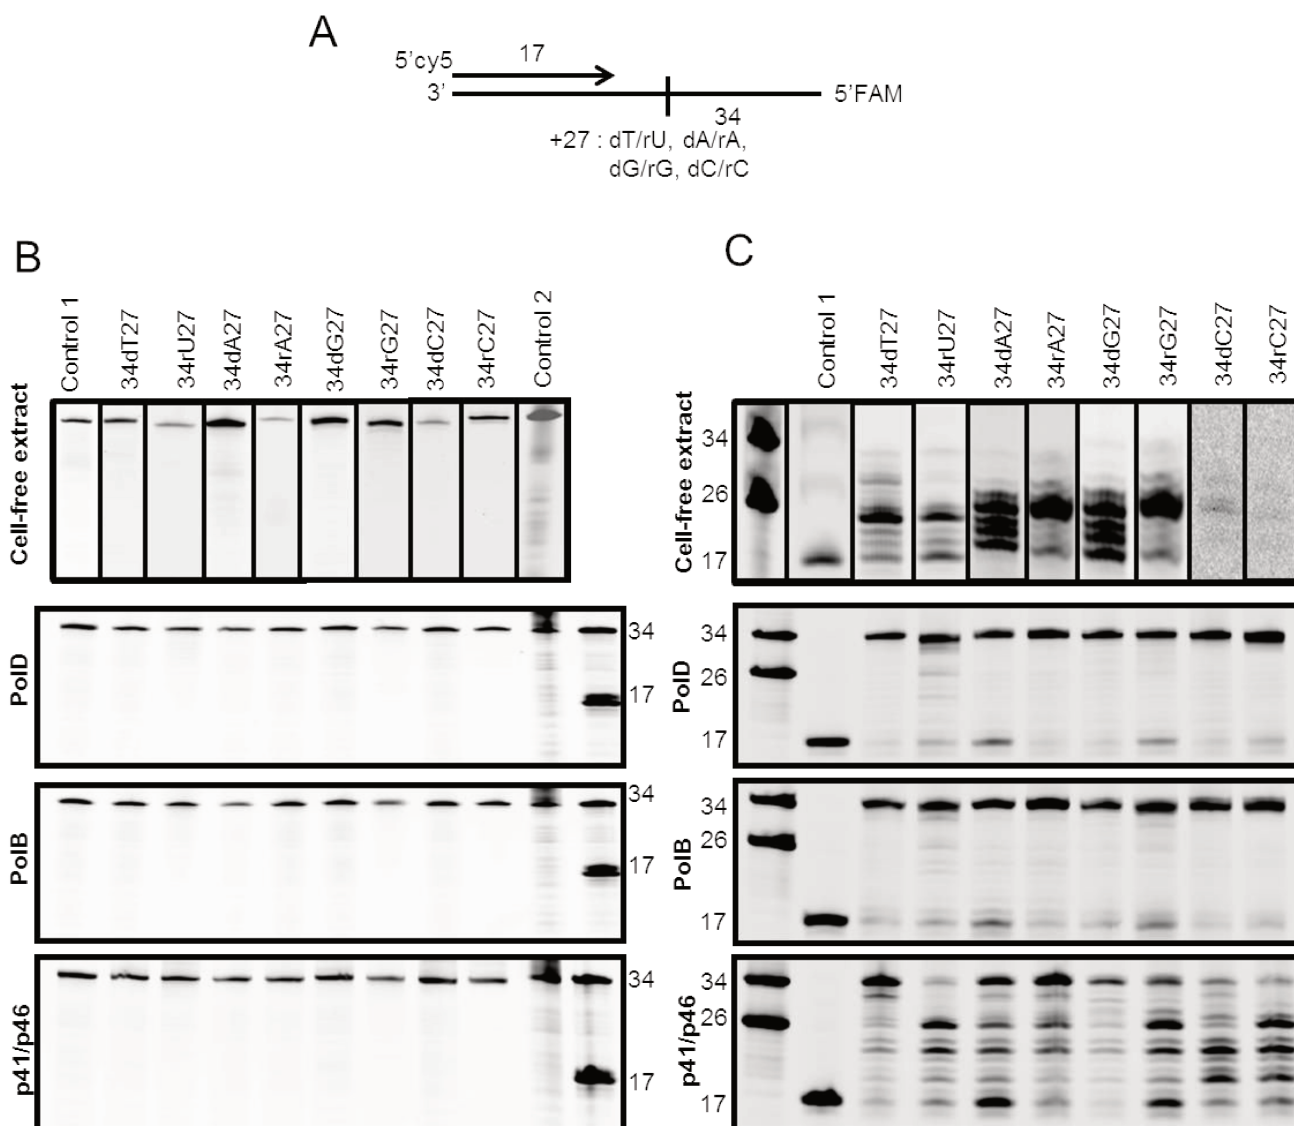 A
5'cy5 17
3' 5'FAM
34
+27 : dT/rU, dA/rA,
dG/rG, dC/rC
B
Control 1
34dT27
34rU27
34dA27
34rA27
34dG27
34rG27
34dC27
34rC27
Control 2
Cell-free extract
PolD
34
17
PolB
34
17
p41/p46
34
17
C
Control 1
34dT27
34rU27
34dA27
34rA27
34dG27
34rG27
34dC27
34rC27
Cell-free extract
34
26
17
PolD
34
26
17
PolB
34
26
17
p41/p46
34
26
17